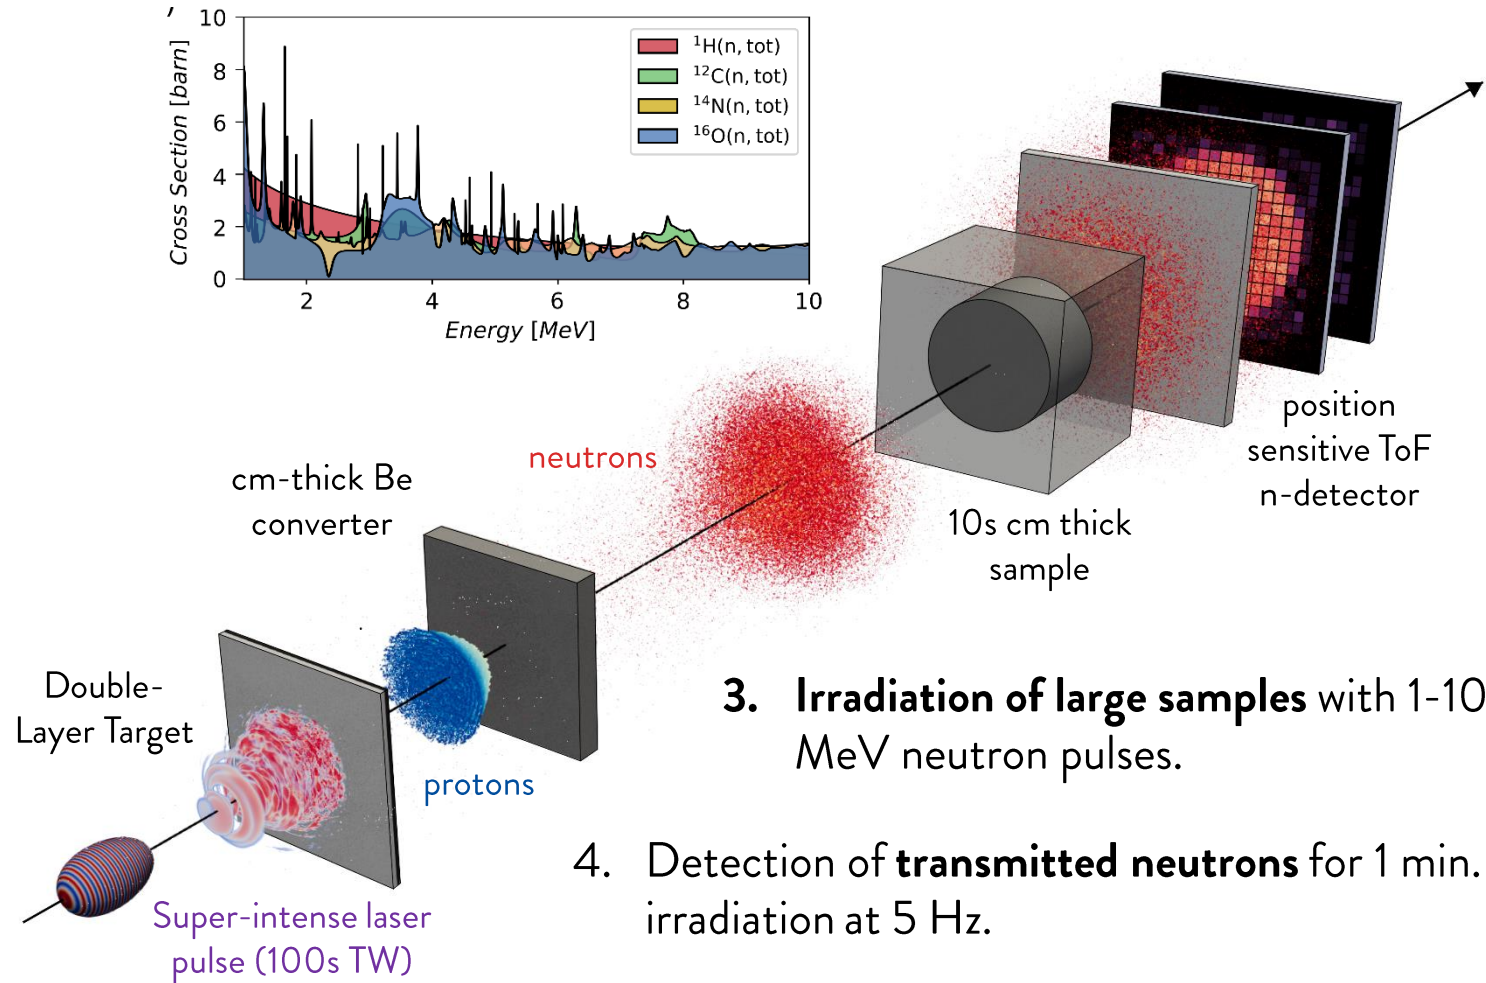 10
8
6
4
2
0
Cross Section [barn]
2 4 6 8 10
Energy [MeV]
¹H(n, tot)
¹²C(n, tot)
¹⁴N(n, tot)
¹⁶O(n, tot)
position
sensitive ToF
n-detector
10s cm thick
sample
neutrons
cm-thick Be
converter
protons
Double-
Layer Target
Super-intense laser
pulse (100s TW)
3. Irradiation of large samples with 1-10
MeV neutron pulses.
4. Detection of transmitted neutrons for 1 min.
irradiation at 5 Hz.